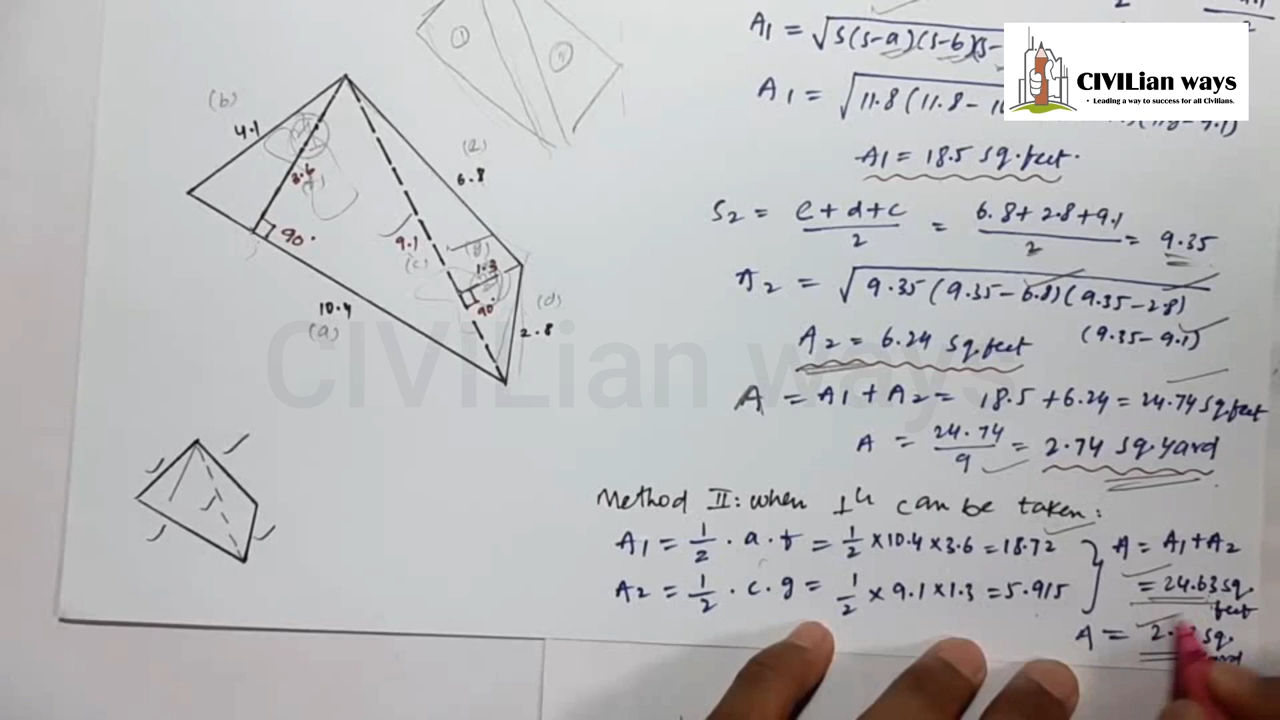 A1 = √S(S-a)(S-b)(S-
A1 = √11.8(11.8-
A1 = 18.5 sq.feet.
S2 = e+d+c/2 = 6.8+2.8+9.1/2 = 9.35
A2 = √9.35(9.35-6.8)(9.35-2.8)
(9.35-9.1)
A2 = 6.24 sq.feet
A = A1+A2 = 18.5+6.24 = 24.74 sq.feet
A = 24.74/9 = 2.74 sq.yard
Method II: when ⊥ can be taken:
A1 = 1/2 . a . f = 1/2 ×10.4×3.6 = 18.72
A2 = 1/2 . c . g = 1/2 × 9.1×1.3 = 5.915
A = A1+A2
= 24.63 sq.
feet
A = 2. sq.
yard
(b)
4.1
3.6
90°
9.1
(c)
10.4
(a)
(e)
6.8
(g)
1.3
90°
(d)
2.8
CIVILian ways
• Leading a way to success for all Civilians.
CIVILian ways